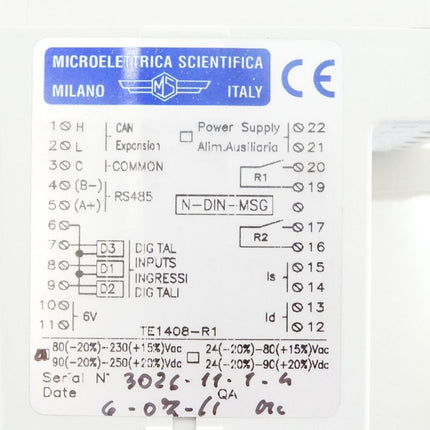 MICROELETTRICA SCIENTIFICA
MILANO MS ITALY
CE
1 H CAN Power Supply 22
2 L Expansion Alim.Ausiliaria 21
3 C COMMON 20
4 (B-) RS485 R1 19
5 (A+) N-DIN-MSG
6 17
7 D3 DIGITAL R2 16
8 D1 INPUTS 15
INGRESSI Is
9 D2 DIGITALI 14
10 13
11 6V Id 12
TE1408-R1
80(-20%)-230(+15%)Vac 24(-20%)-80(+15%)Vac
90(-20%)-250(+20%)Vdc 24(-20%)-90(+20%)Vdc
Serial N° 3026-11-1-4
Date QA
6-07-11